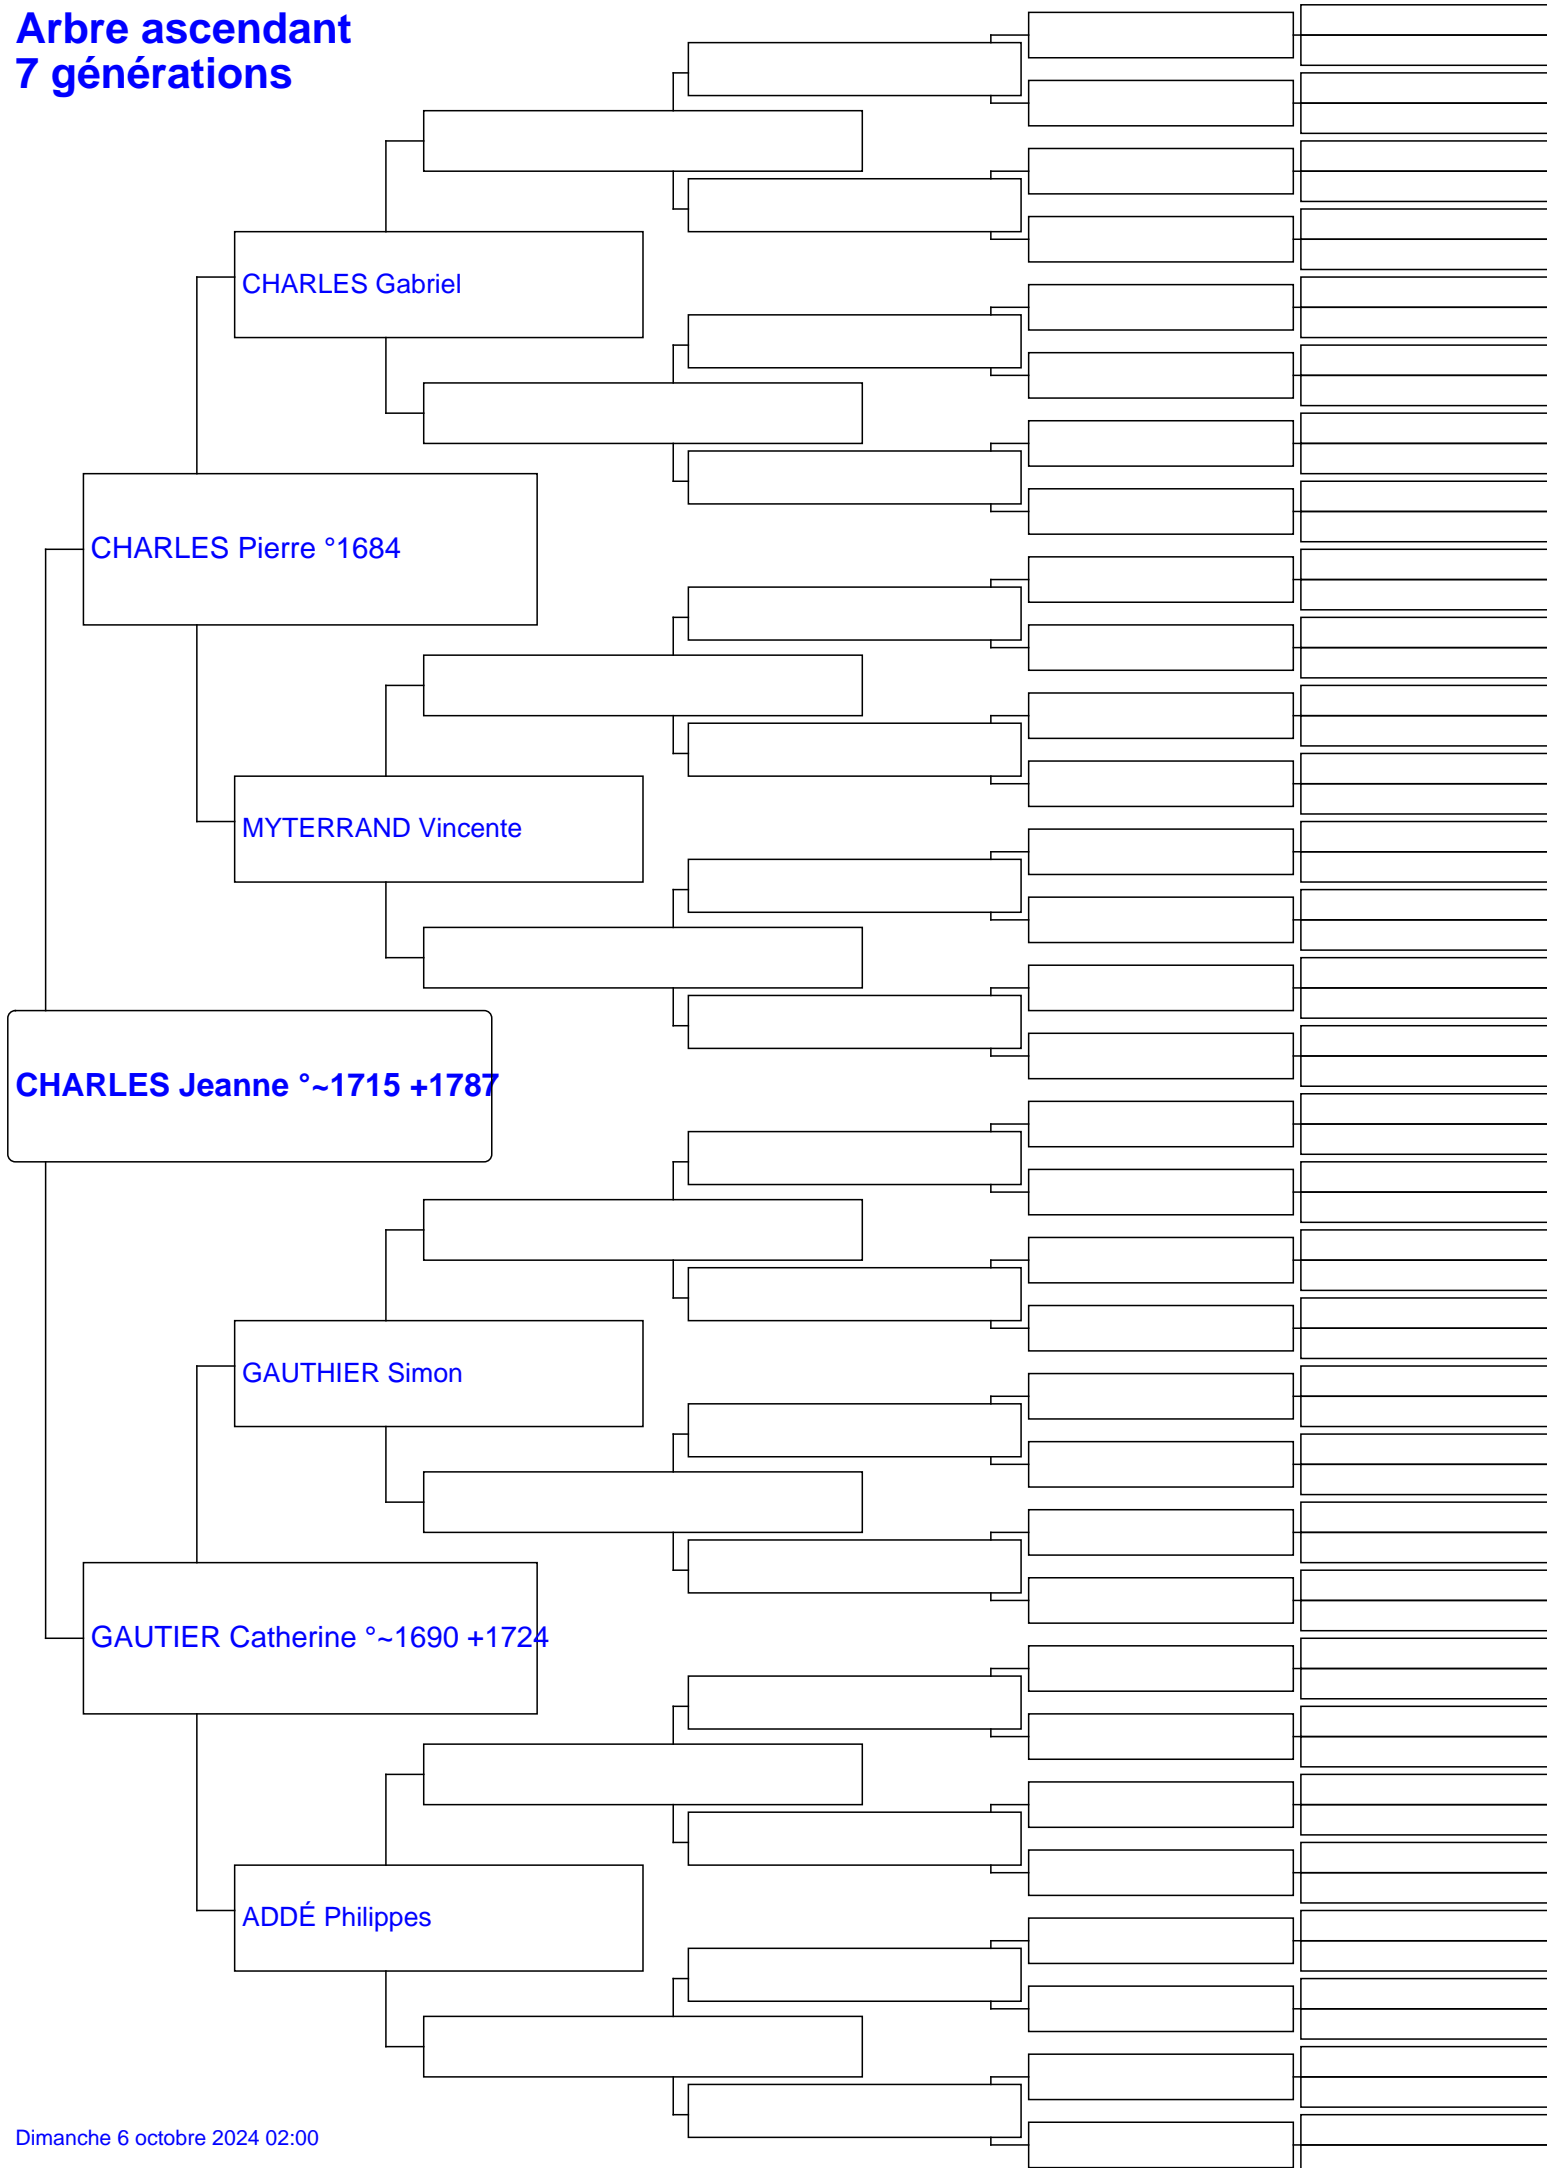 Arbre ascendant
7 générations
CHARLES Gabriel
CHARLES Pierre °1684
MYTERRAND Vincente
CHARLES Jeanne °~1715 +1787
GAUTHIER Simon
GAUTIER Catherine °~1690 +1724
ADDÉ Philippes
Dimanche 6 octobre 2024 02:00